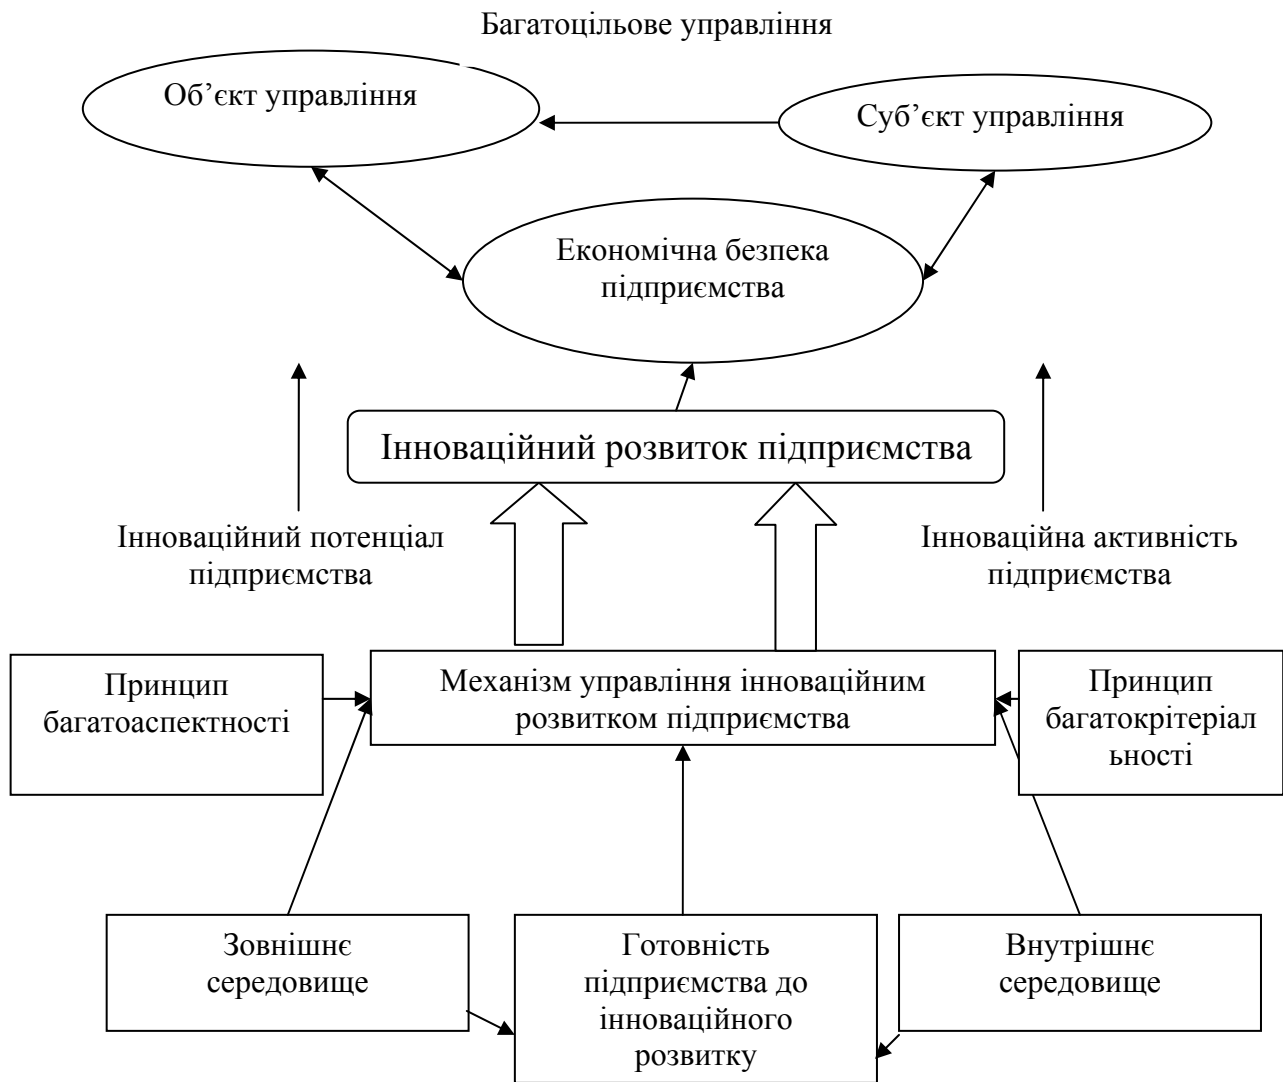 Багатоцільове управління
Об’єкт управління
Суб’єкт управління
Економічна безпека
підприємства
Інноваційний розвиток підприємства
Інноваційний потенціал
підприємства
Інноваційна активність
підприємства
Принцип
багатоаспектності
Механізм управління інноваційним
розвитком підприємства
Принцип
багатокрітеріал
ьності
Зовнішнє
середовище
Готовність
підприємства до
інноваційного
розвитку
Внутрішнє
середовище